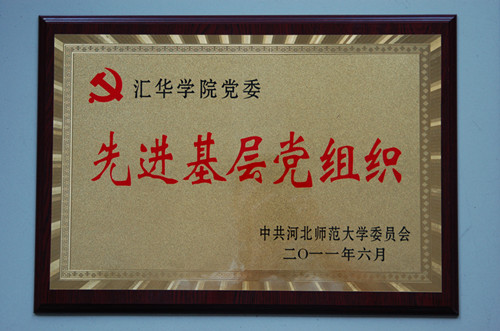 汇华学院党委
先进基层党组织
中共河北师范大学委员会
二〇一一年六月